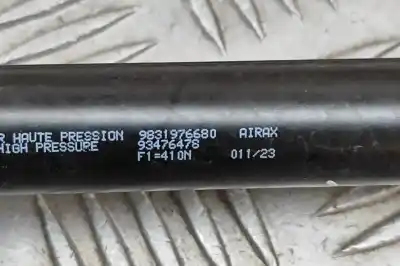 R HAUTE PRESSION 9831976680 AIRAX
HIGH PRESSURE 93476478
F1=410N 011/23